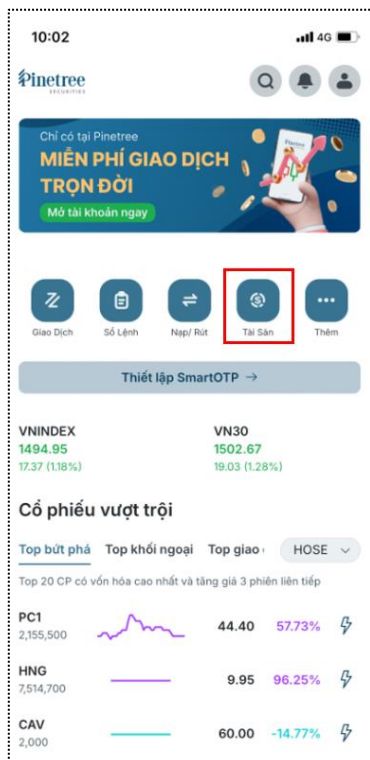 10:02
4G
Pinetree
SECURITIES
Chỉ có tại Pinetree
MIỄN PHÍ GIAO DỊCH
TRỌN ĐỜI
Mở tài khoản ngay
Giao Dịch Sổ Lệnh Nạp/ Rút Tài Sản Thêm
Thiết lập SmartOTP →
VNINDEX VN30
1494.95 1502.67
17.37 (1.18%) 19.03 (1.28%)
Cổ phiếu vượt trội
Top bứt phá Top khối ngoại Top giao HOSE
Top 20 CP có vốn hóa cao nhất và tăng giá 3 phiên liên tiếp
PC1
2,155,500 44.40 57.73%
HNG
7,514,700 9.95 96.25%
CAV
2,000 60.00 -14.77%